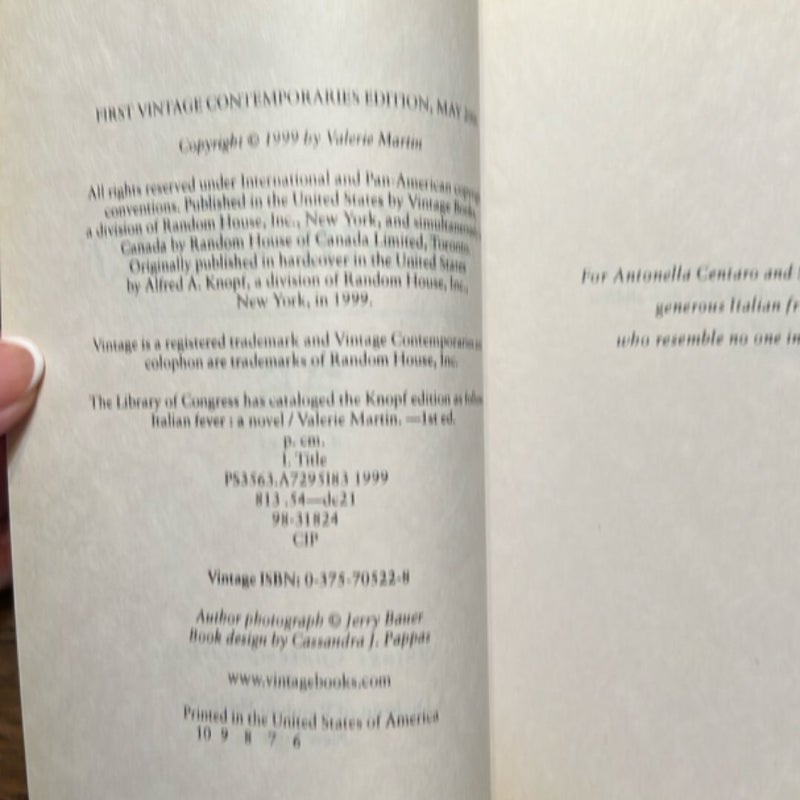 FIRST VINTAGE CONTEMPORARIES EDITION, MAY
Copyright © 1999 by Valerie Martin
All rights reserved under International and Pan-American
conventions. Published in the United States by Vintage Books,
a division of Random House, Inc., New York, and
Canada by Random House of Canada Limited, Toronto.
Originally published in hardcover in the United States
by Alfred A. Knopf, a division of Random House, Inc.,
New York, in 1999.
Vintage is a registered trademark and Vintage Contemporaries
colophon are trademarks of Random House, Inc.
The Library of Congress has cataloged the Knopf edition as
Italian fever : a novel / Valerie Martin. —1st ed.
p. cm.
I. Title
PS3563.A7295I83 1999
813 .54—dc21
98-31824
CIP
Vintage ISBN: 0-375-70522-8
Author photograph © Jerry Bauer
Book design by Cassandra J. Pappas
www.vintagebooks.com
Printed in the United States of America
10 9 8 7 6
For Antonella Centaro and
generous Italian
who resemble no one